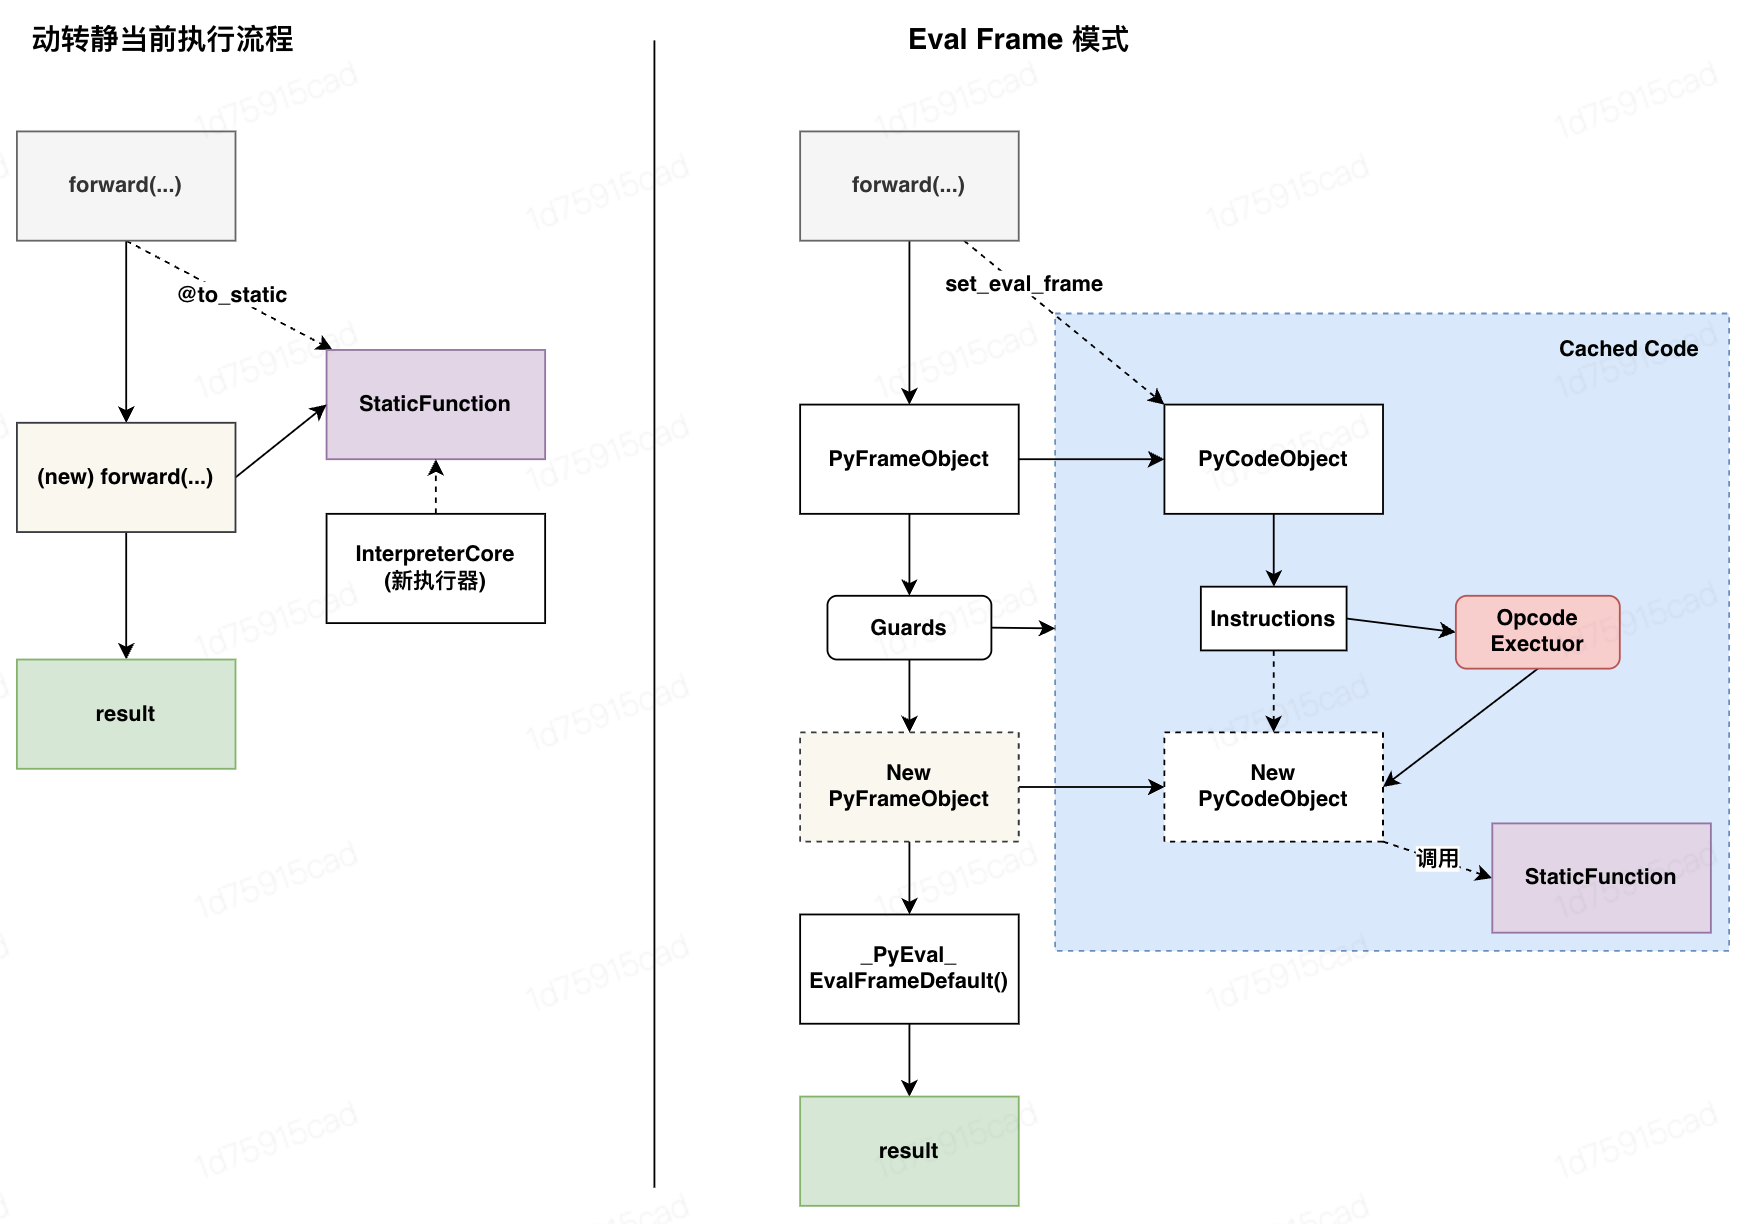 动转静当前执行流程
forward(...)
@to_static
StaticFunction
(new) forward(...)
InterpreterCore
(新执行器)
result
Eval Frame 模式
forward(...)
set_eval_frame
Cached Code
PyFrameObject
PyCodeObject
Guards
Instructions
Opcode
Exectuor
New
PyFrameObject
New
PyCodeObject
调用
StaticFunction
_PyEval_
EvalFrameDefault()
result
1d75915cad